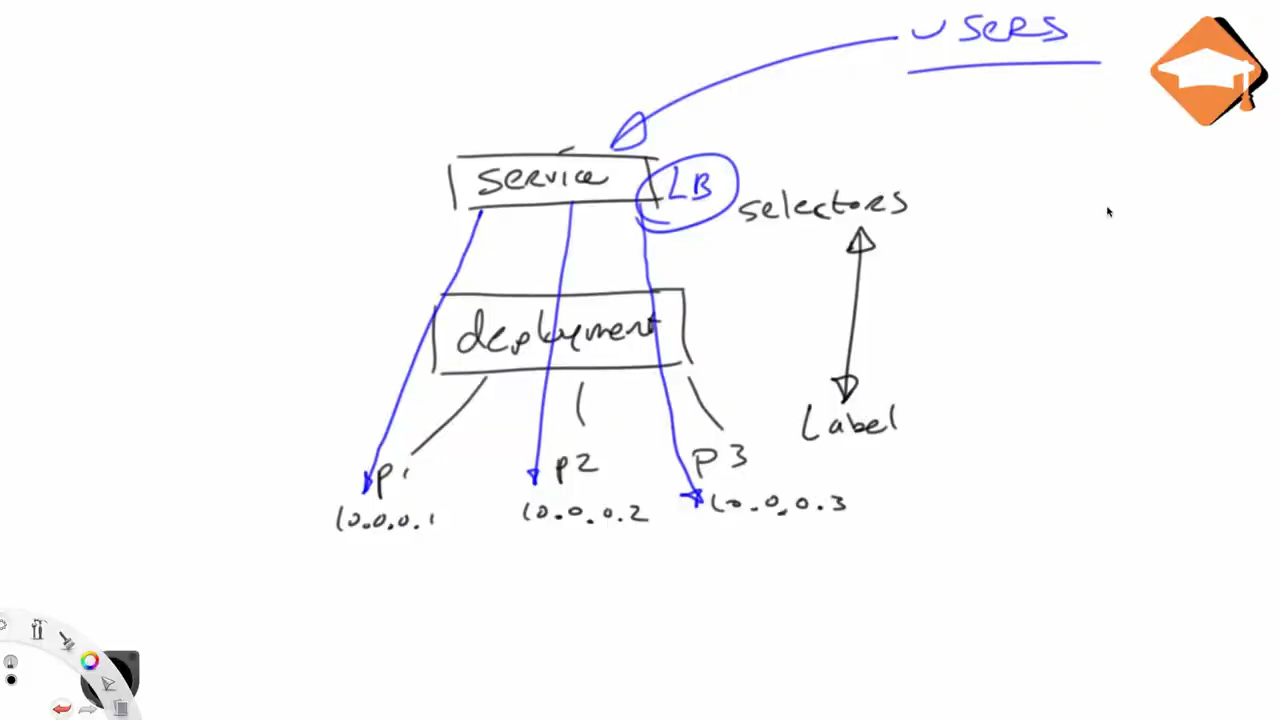 users
service
LB
selectors
deployment
Label
P1
P2
P3
10.0.0.1
10.0.0.2
10.0.0.3